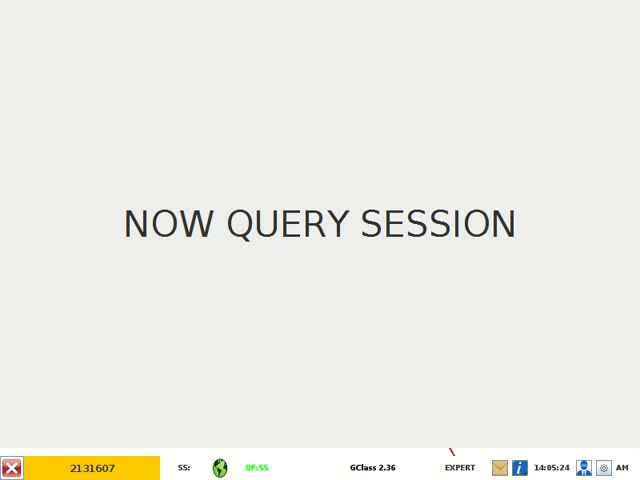 NOW QUERY SESSION
2131607 SS: QP:55 GClass 2.36 EXPERT 14:05:24 AM